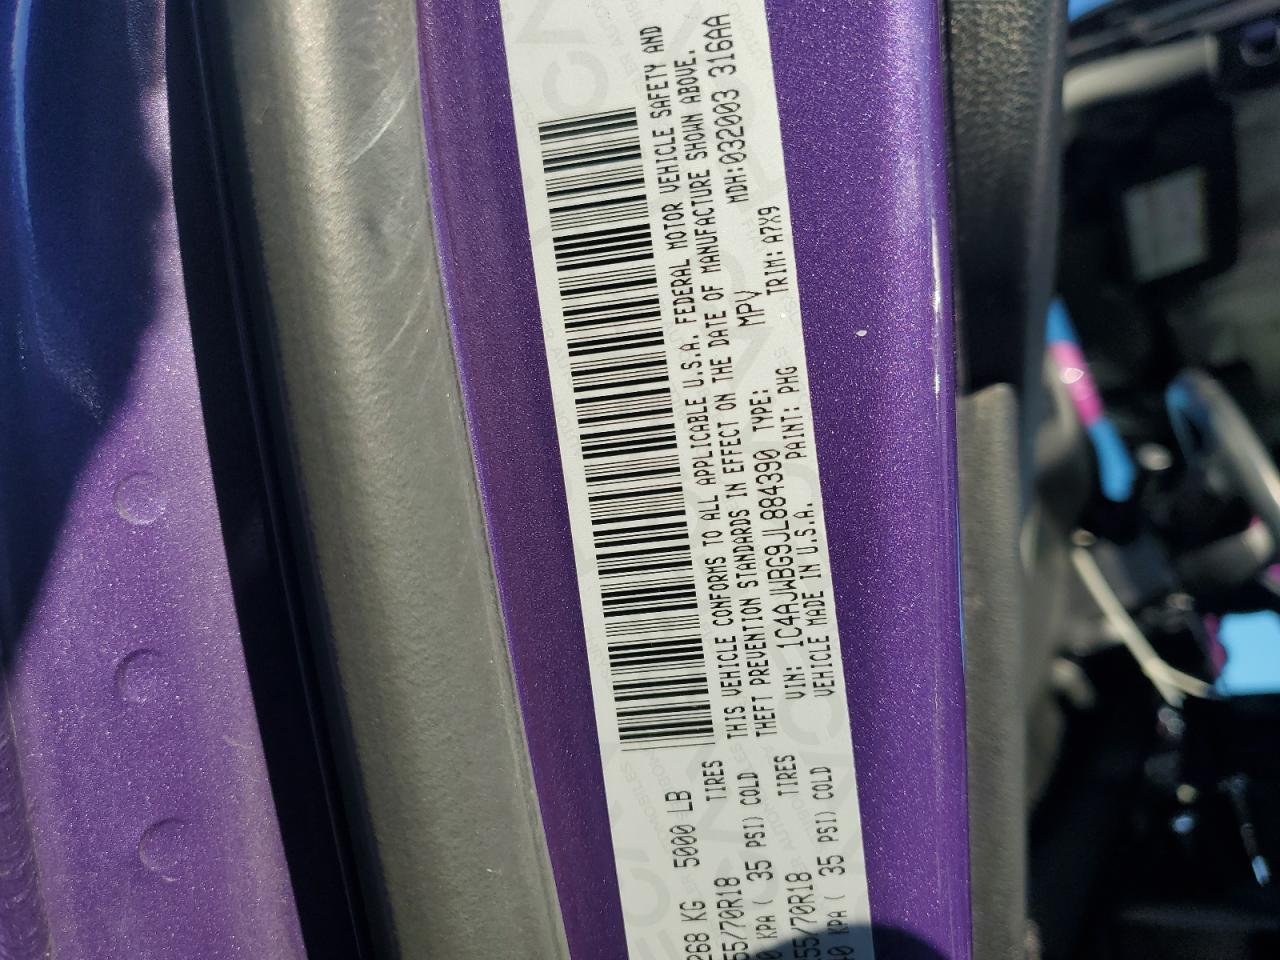 268 KG 5000 LB
55/70R18 TIRES
KPA ( 35 PSI) COLD
255/70R18 TIRES
KPA ( 35 PSI) COLD
THIS VEHICLE CONFORMS TO ALL APPLICABLE U.S.A. FEDERAL MOTOR VEHICLE SAFETY AND
THEFT PREVENTION STANDARDS IN EFFECT ON THE DATE OF MANUFACTURE SHOWN ABOVE.
VIN: 1C4AJWBG9JL884390 TYPE: MPV MDH:032003 316AA
VEHICLE MADE IN U.S.A. PAINT: PHG TRIM: A7X9